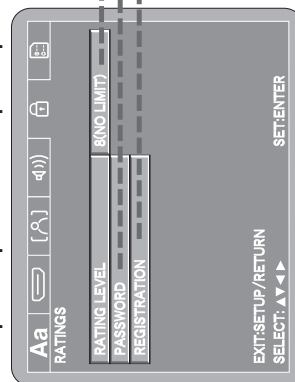 Aa
RATINGS
RATING LEVEL 8(NO LIMIT)
PASSWORD
REGISTRATION
EXIT:SETUP/RETURN
SELECT: ▲▼◀▶ SET:ENTER